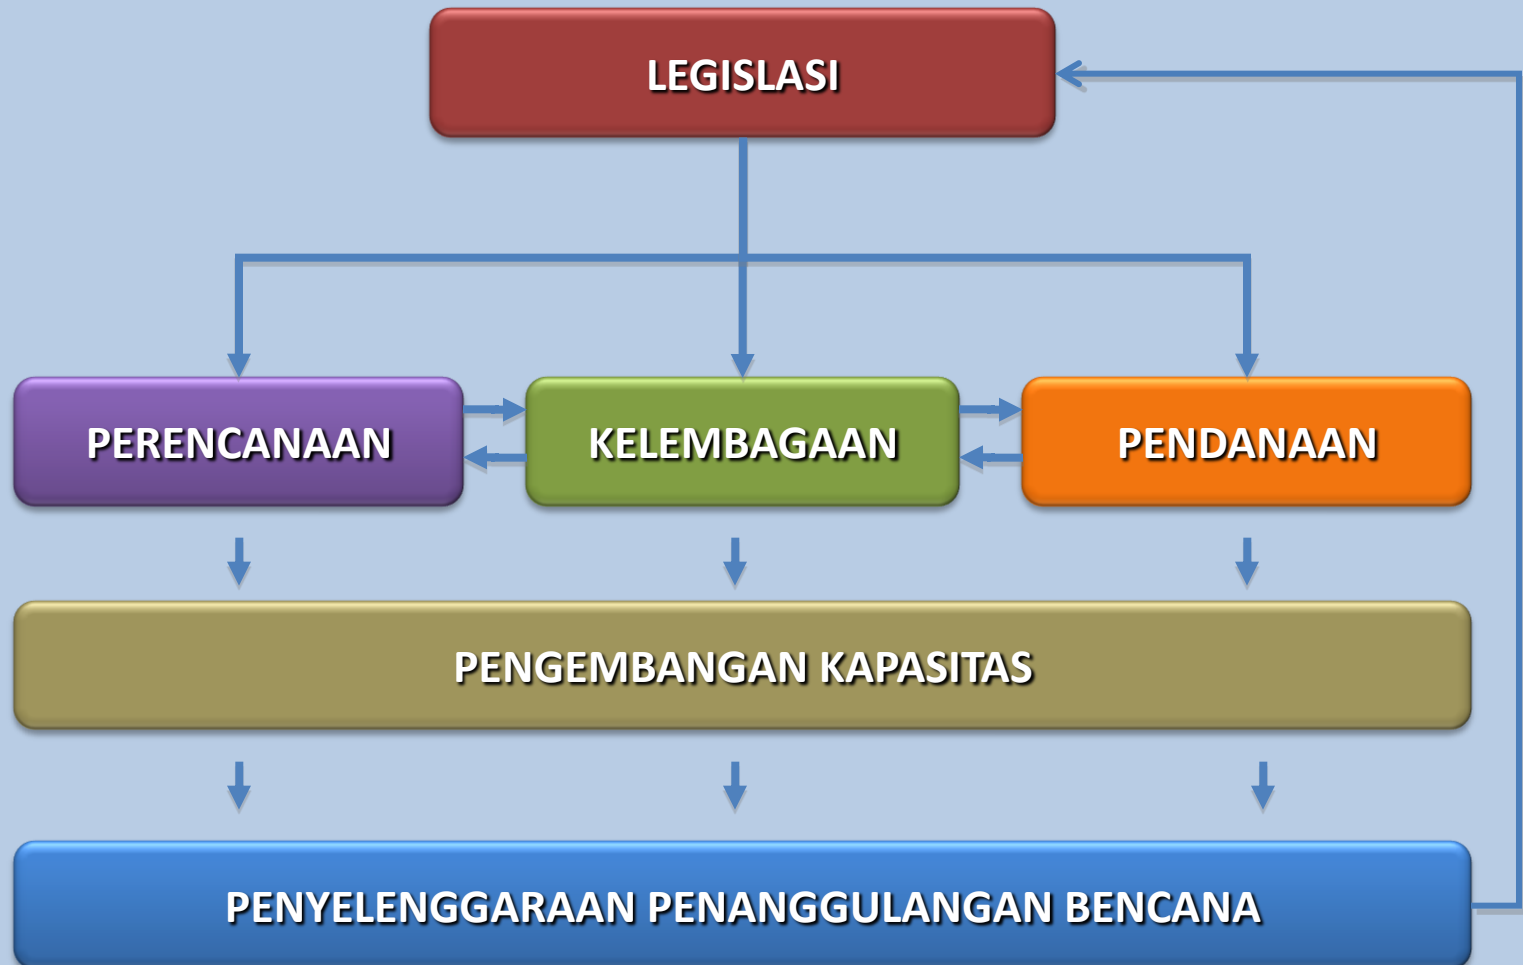 LEGISLASI
PERENCANAAN
KELEMBAGAAN
PENDANAAN
PENGEMBANGAN KAPASITAS
PENYELENGGARAAN PENANGGULANGAN BENCANA